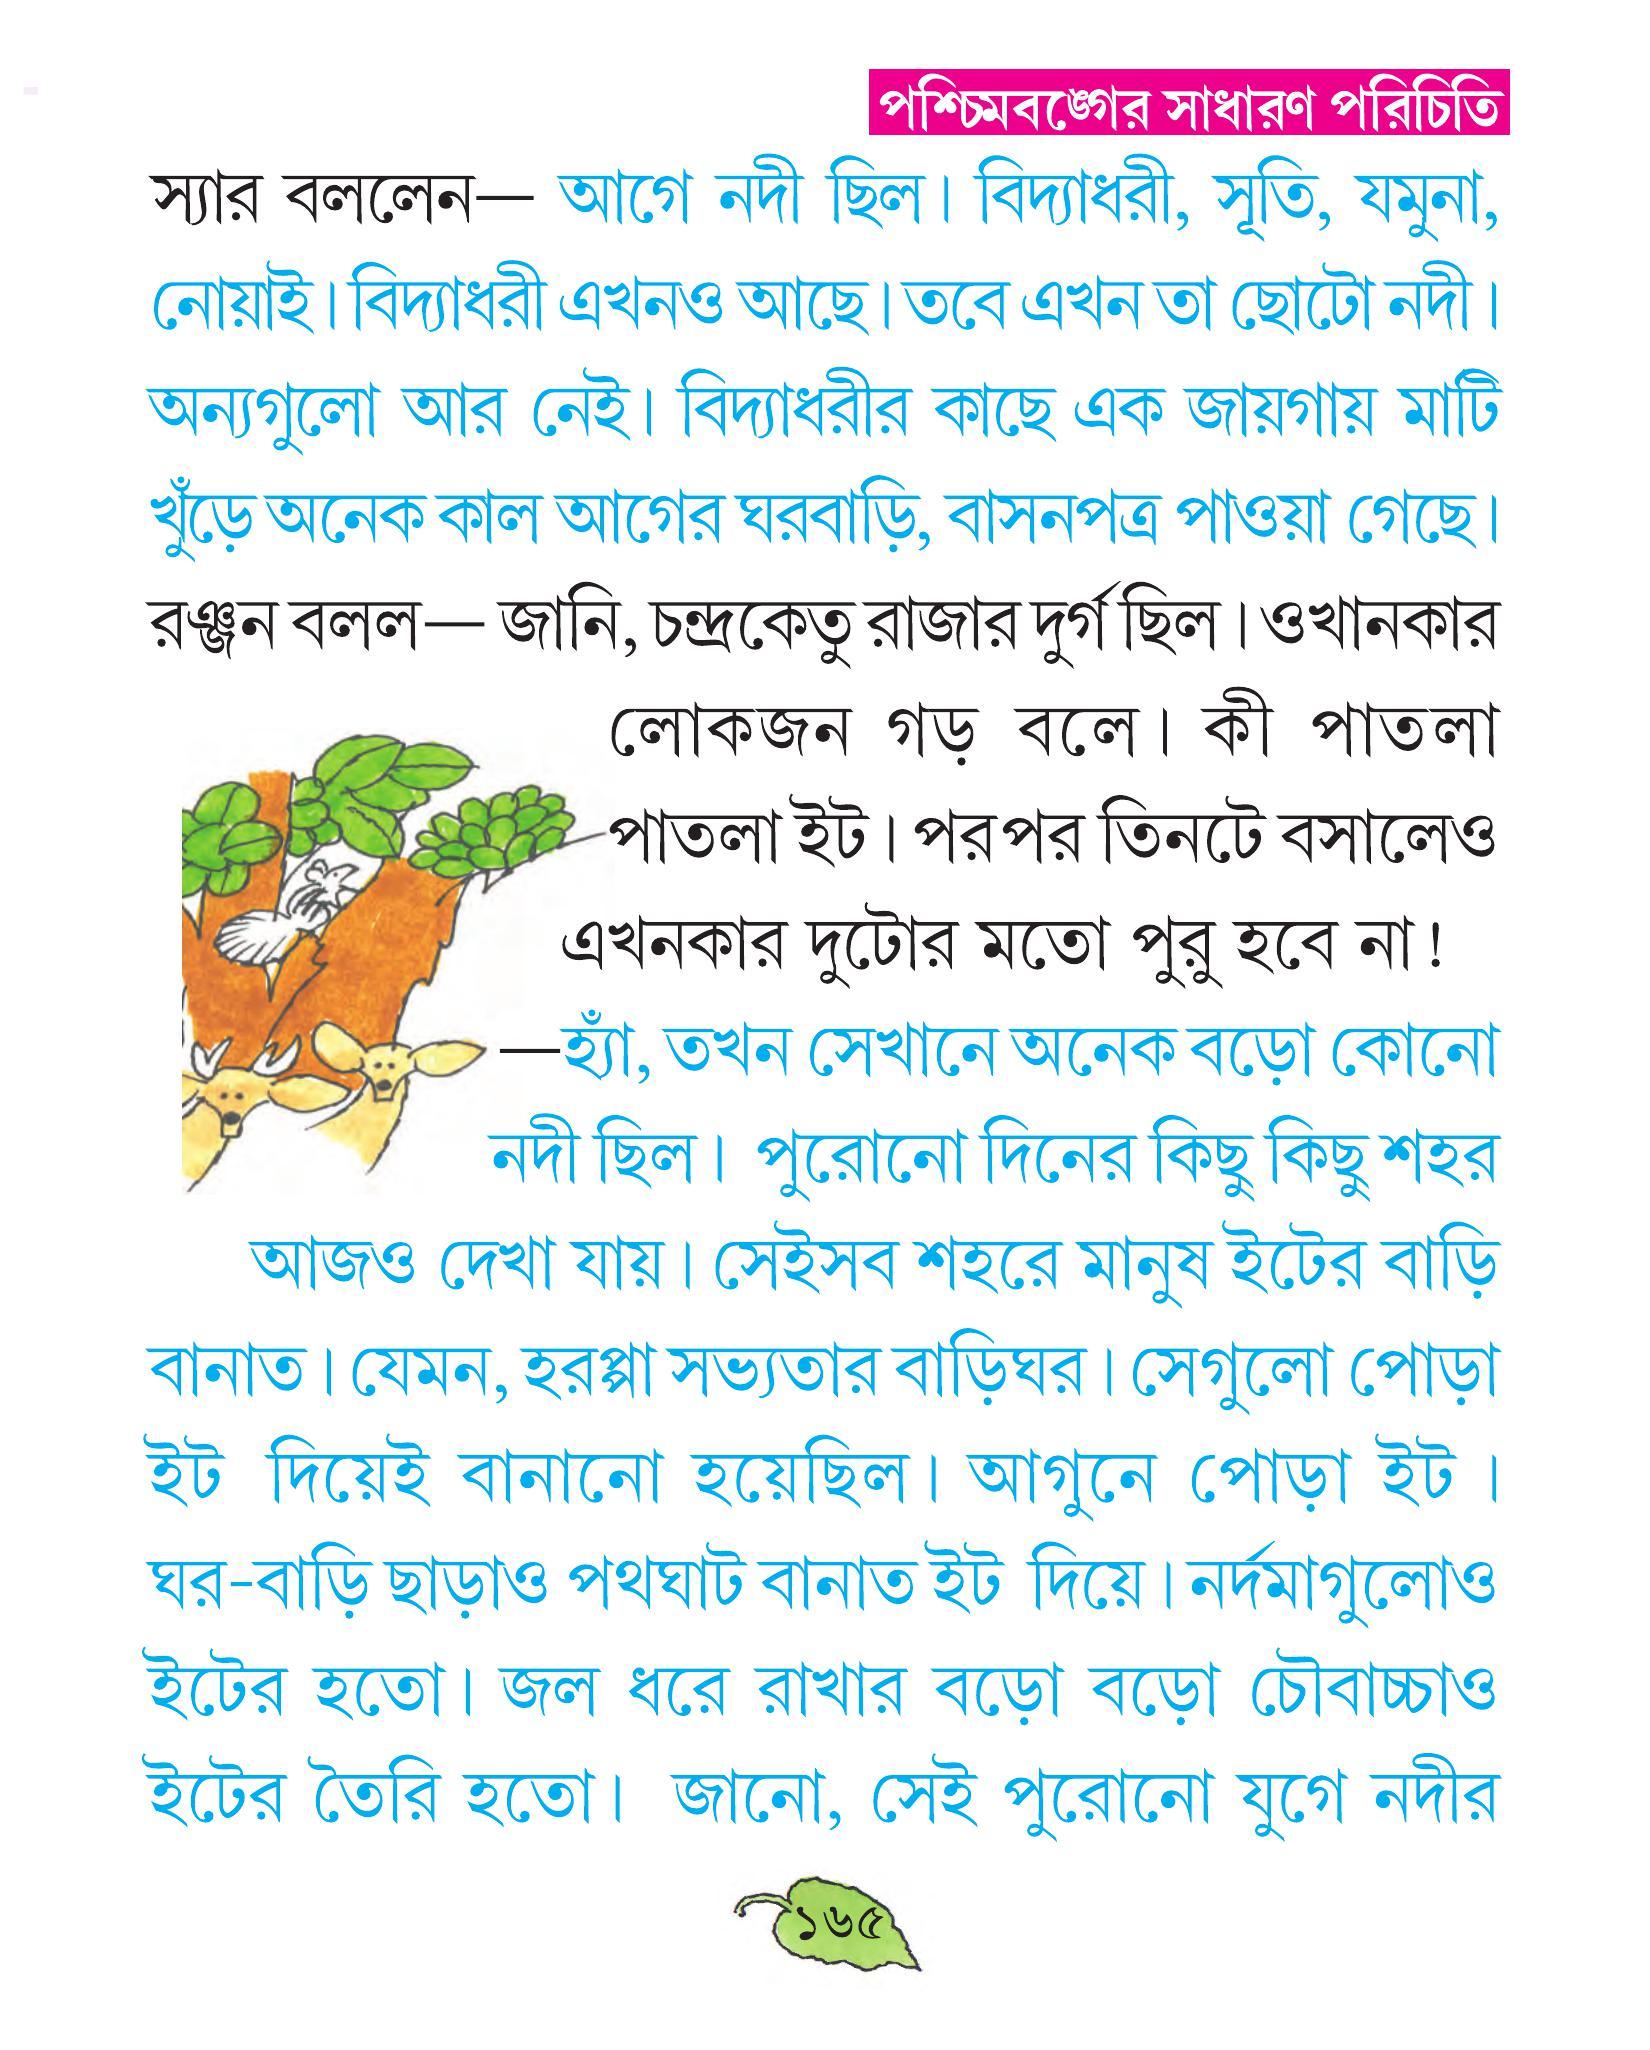 পশ্চিমবঙ্গের সাধারণ পরিচিতি
স্যার বললেন— আগে নদী ছিল। বিদ্যাধরী, সূতি, যমুনা,
নোয়াই। বিদ্যাধরী এখনও আছে। তবে এখন তা ছোটো নদী।
অন্যগুলো আর নেই। বিদ্যাধরীর কাছে এক জায়গায় মাটি
খুঁড়ে অনেক কাল আগের ঘরবাড়ি, বাসনপত্র পাওয়া গেছে।
রঞ্জন বলল— জানি, চন্দ্রকেতু রাজার দুর্গ ছিল। ওখানকার
লোকজন গড় বলে। কী পাতলা
পাতলা ইট। পরপর তিনটে বসালেও
এখনকার দুটোর মতো পুরু হবে না!
—হ্যাঁ, তখন সেখানে অনেক বড়ো কোনো
নদী ছিল। পুরোনো দিনের কিছু কিছু শহর
আজও দেখা যায়। সেইসব শহরে মানুষ ইটের বাড়ি
বানাত। যেমন, হরপ্পা সভ্যতার বাড়িঘর। সেগুলো পোড়া
ইট দিয়েই বানানো হয়েছিল। আগুনে পোড়া ইট ।
ঘর-বাড়ি ছাড়াও পথঘাট বানাত ইট দিয়ে। নর্দমাগুলোও
ইটের হতো। জল ধরে রাখার বড়ো বড়ো চৌবাচ্চাও
ইটের তৈরি হতো। জানো, সেই পুরোনো যুগে নদীর
১৬৫